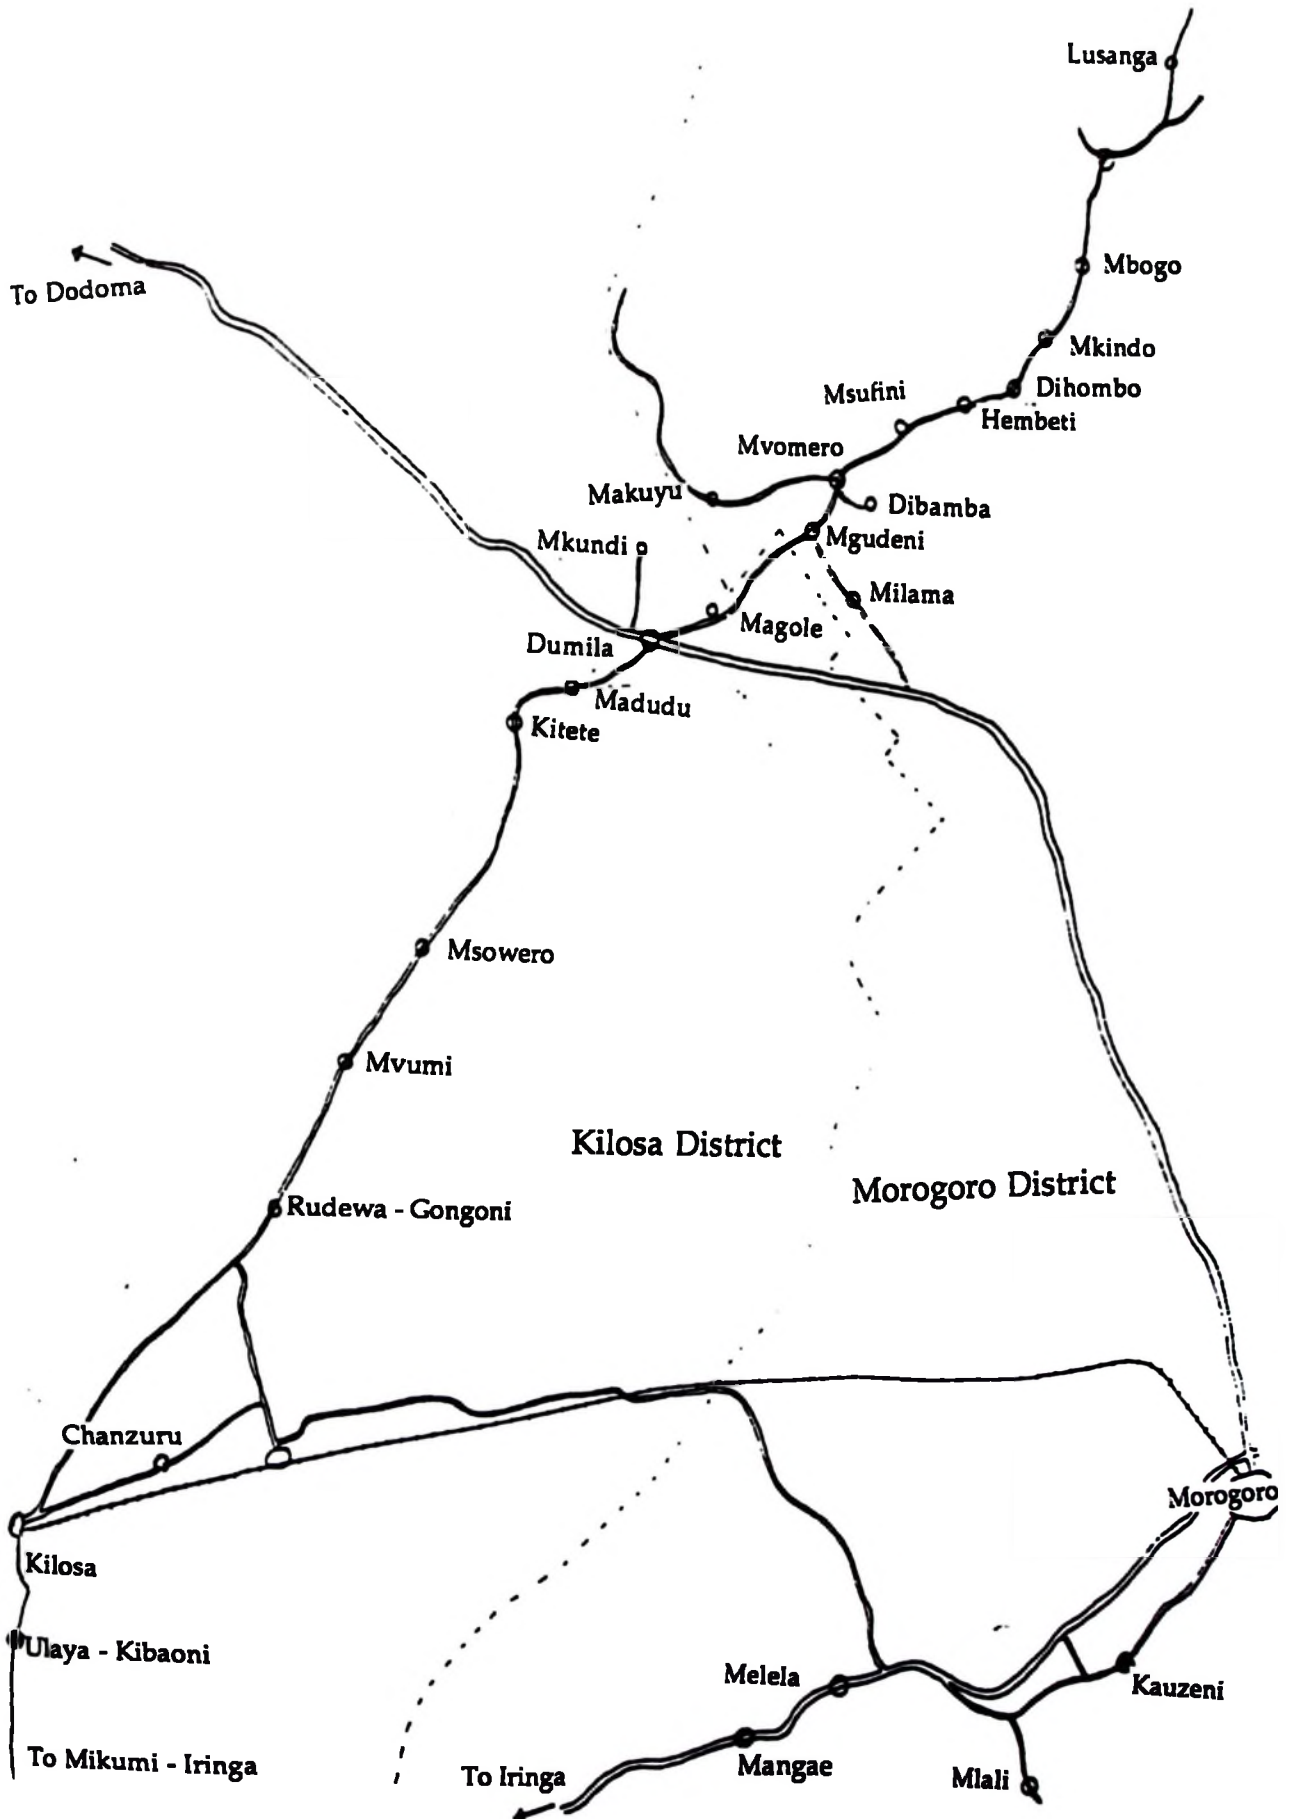 Lusanga
To Dodoma
Mbogo
Mkindo
Dihombo
Msufini
Hembeti
Mvomero
Makuyu
Dibamba
Mkundi
Mgudeni
Milama
Magole
Dumila
Madudu
Kitete
Msowero
Mvumi
Kilosa District
Morogoro District
Rudewa - Gongoni
Chanzuru
Morogoro
Kilosa
Ulaya - Kibaoni
Melela
Kauzeni
To Mikumi - Iringa
To Iringa
Mangae
Mlali